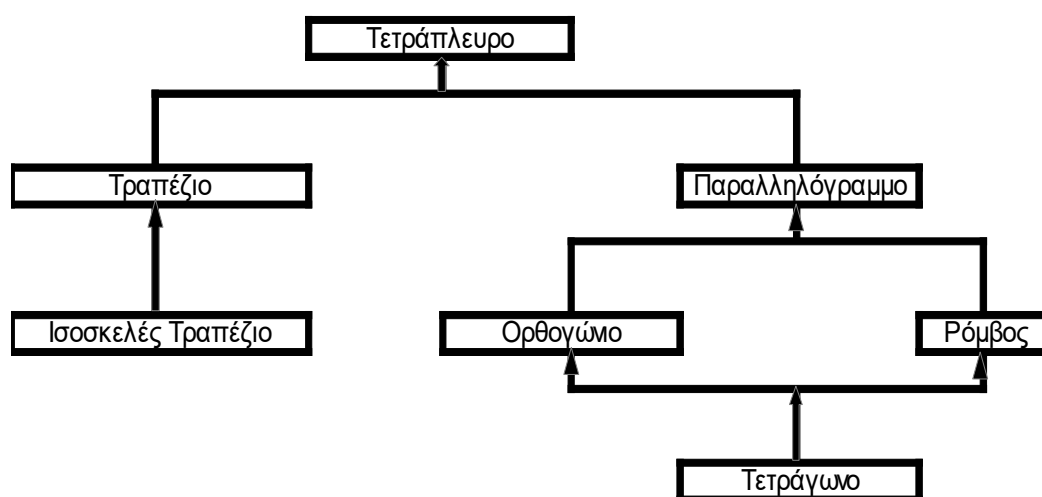 Τετράπλευρο
Τραπέζιο
Παραλληλόγραμμο
Ισοσκελές Τραπέζιο
Ορθογώνιο
Ρόμβος
Τετράγωνο